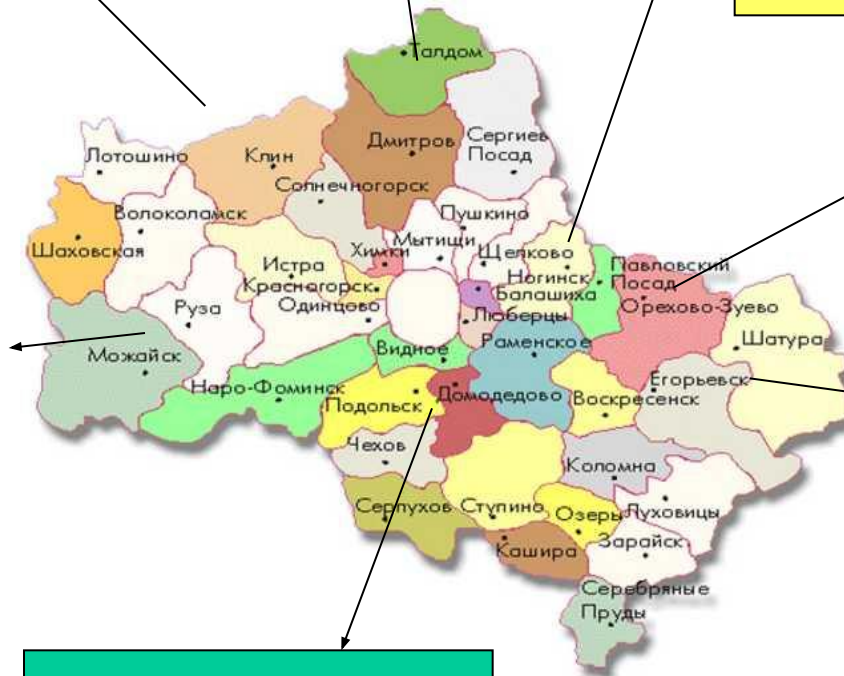 Талдом
Дмитров
Сергиев
Посад
Лотошино
Клин
Солнечногорск
Волоколамск
Пушкино
Шаховская
Мытищи
Щелково
Химки
Истра
Ногинск
Павловский
Посад
Красногорск
Балашиха
Руза
Одинцово
Люберцы
Орехово-Зуево
Шатура
Можайск
Видное
Раменское
Наро-Фоминск
Подольск
Домодедово
Воскресенск
Егорьевск
Чехов
Коломна
Серпухов
Ступино
Озеры
Луховицы
Кашира
Зарайск
Серебряные
Пруды